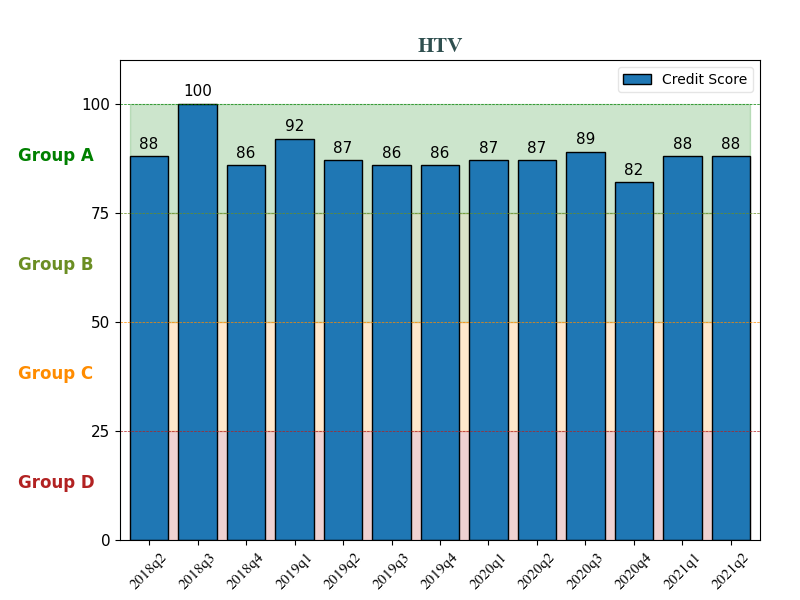 HTV
Credit Score
100
88
100
86
92
87
86
86
87
87
89
82
88
88
Group A
75
Group B
50
Group C
25
Group D
0
2018q2
2018q3
2018q4
2019q1
2019q2
2019q3
2019q4
2020q1
2020q2
2020q3
2020q4
2021q1
2021q2